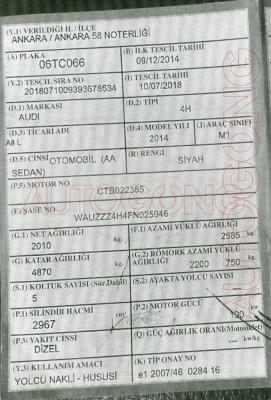 (Y.1) VERİLDİĞİ İL / İLÇE
ANKARA / ANKARA 58 NOTERLİĞİ
(A) PLAKA (B) İLK TESCİL TARİHİ
06TC066 09/12/2014
(Y.2) TESCİL SIRA NO (I) TESCİL TARİHİ
2018071009393678534 10/07/2018
(D.1) MARKASI (D.2) TİPİ
AUDI 4H
(D.3) TİCARİ ADI (D.4) MODEL YILI (J) ARAÇ SINIFI
A8 L 2014 M1
(D.5) CİNSİ OTOMOBİL (AA (R) RENGİ
SEDAN) SİYAH
(P.5) MOTOR NO
CTB022365
AUTOGONG
(E) ŞASE NO
WAUZZZ4H4FN025946
(G.1) NET AĞIRLIĞI (F.1) AZAMİ YÜKLÜ AĞIRLIĞI
2010 kg. 2585 kg.
(G) KATAR AĞIRLIĞI (G.2) RÖMORK AZAMİ YÜKLÜ
AĞIRLIĞI
4870 kg. 2200 750 kg.
(S.1) KOLTUK SAYISI (Sür.Dahil) (S.2) AYAKTA YOLCU SAYISI
5 ---
(P.1) SİLİNDİR HACMİ (P.2) MOTOR GÜCÜ
2967 cm³ 190 kw
(P.3) YAKIT CİNSİ (Q) GÜÇ AĞIRLIK ORANI(Motosiklet)
DİZEL --- kw/kg
(Y.3) KULLANIM AMACI (K) TİP ONAY NO
YOLCU NAKLİ - HUSUSİ e1 2007/46 0284 16
AUTOGONG